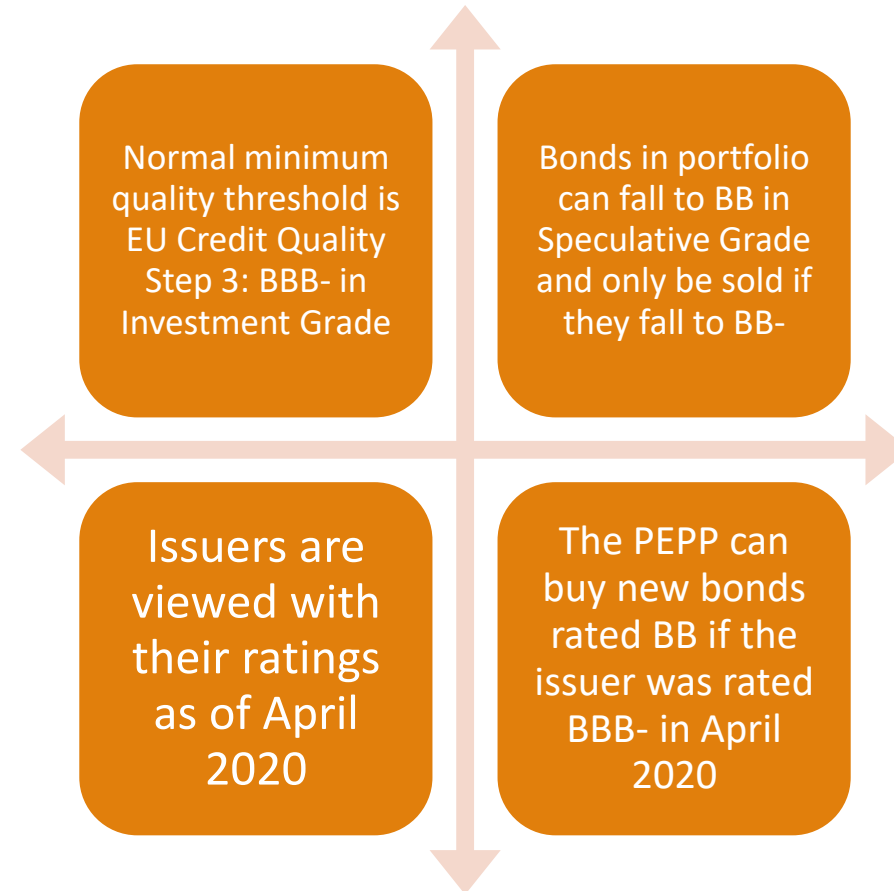 Normal minimum
quality threshold is
EU Credit Quality
Step 3: BBB- in
Investment Grade
Bonds in portfolio
can fall to BB in
Speculative Grade
and only be sold if
they fall to BB-
Issuers are
viewed with
their ratings
as of April
2020
The PEPP can
buy new bonds
rated BB if the
issuer was rated
BBB- in April
2020